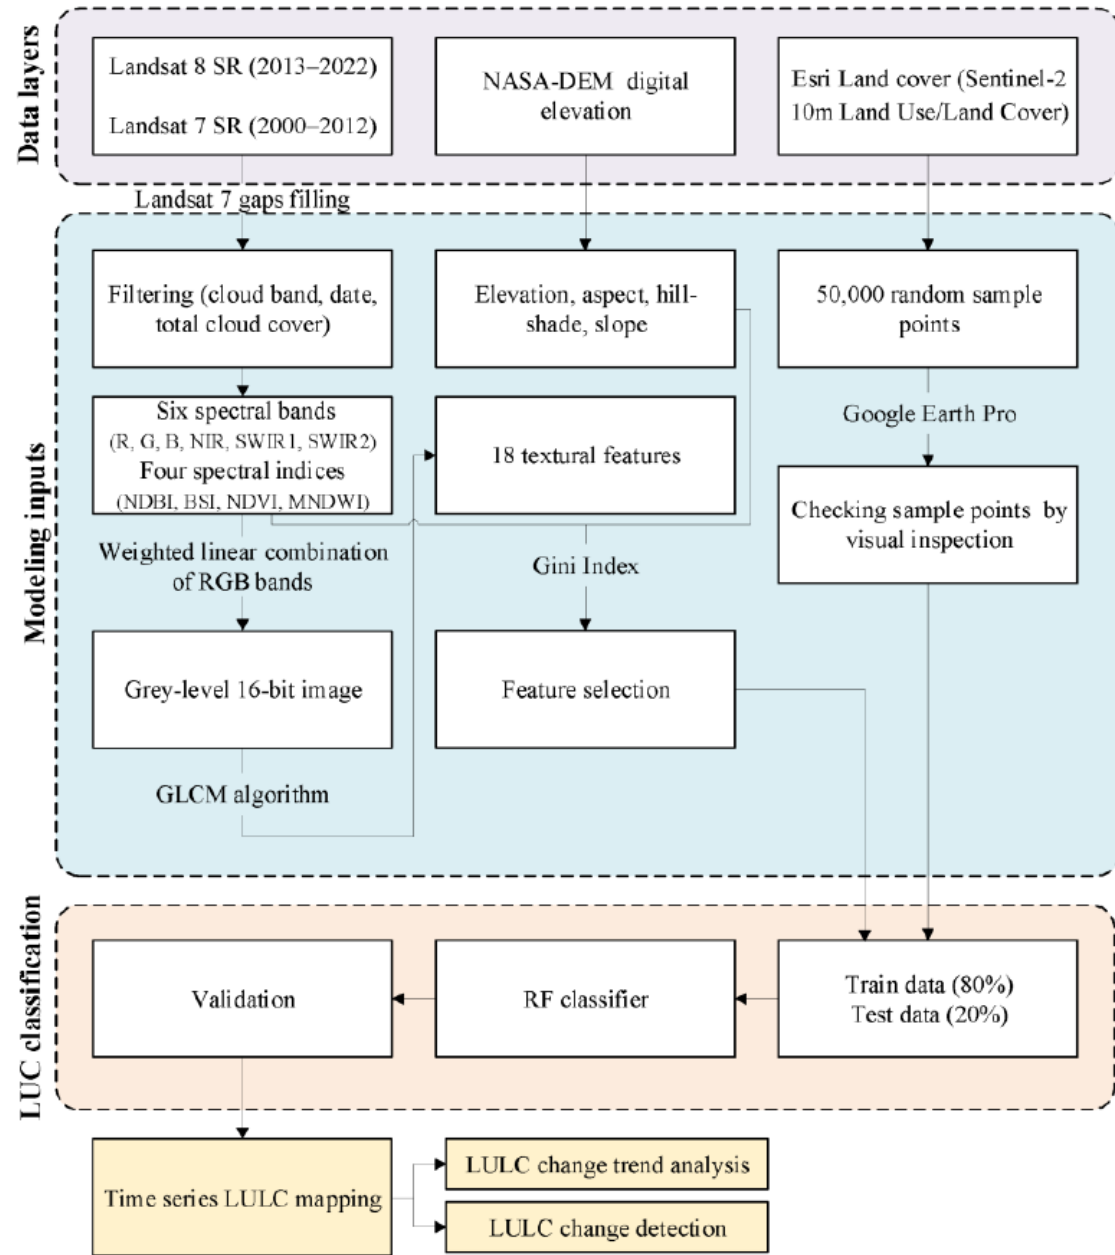 Data layers
Landsat 8 SR (2013–2022)
Landsat 7 SR (2000–2012)
NASA-DEM digital
elevation
Esri Land cover (Sentinel-2
10m Land Use/Land Cover)
Landsat 7 gaps filling
Modeling inputs
Filtering (cloud band, date,
total cloud cover)
Elevation, aspect, hill-
shade, slope
50,000 random sample
points
Six spectral bands
(R, G, B, NIR, SWIR1, SWIR2)
Four spectral indices
(NDBI, BSI, NDVI, MNDWI)
18 textural features
Google Earth Pro
Checking sample points by
visual inspection
Weighted linear combination
of RGB bands
Gini Index
Grey-level 16-bit image
Feature selection
GLCM algorithm
LUC classification
Validation
RF classifier
Train data (80%)
Test data (20%)
Time series LULC mapping
LULC change trend analysis
LULC change detection